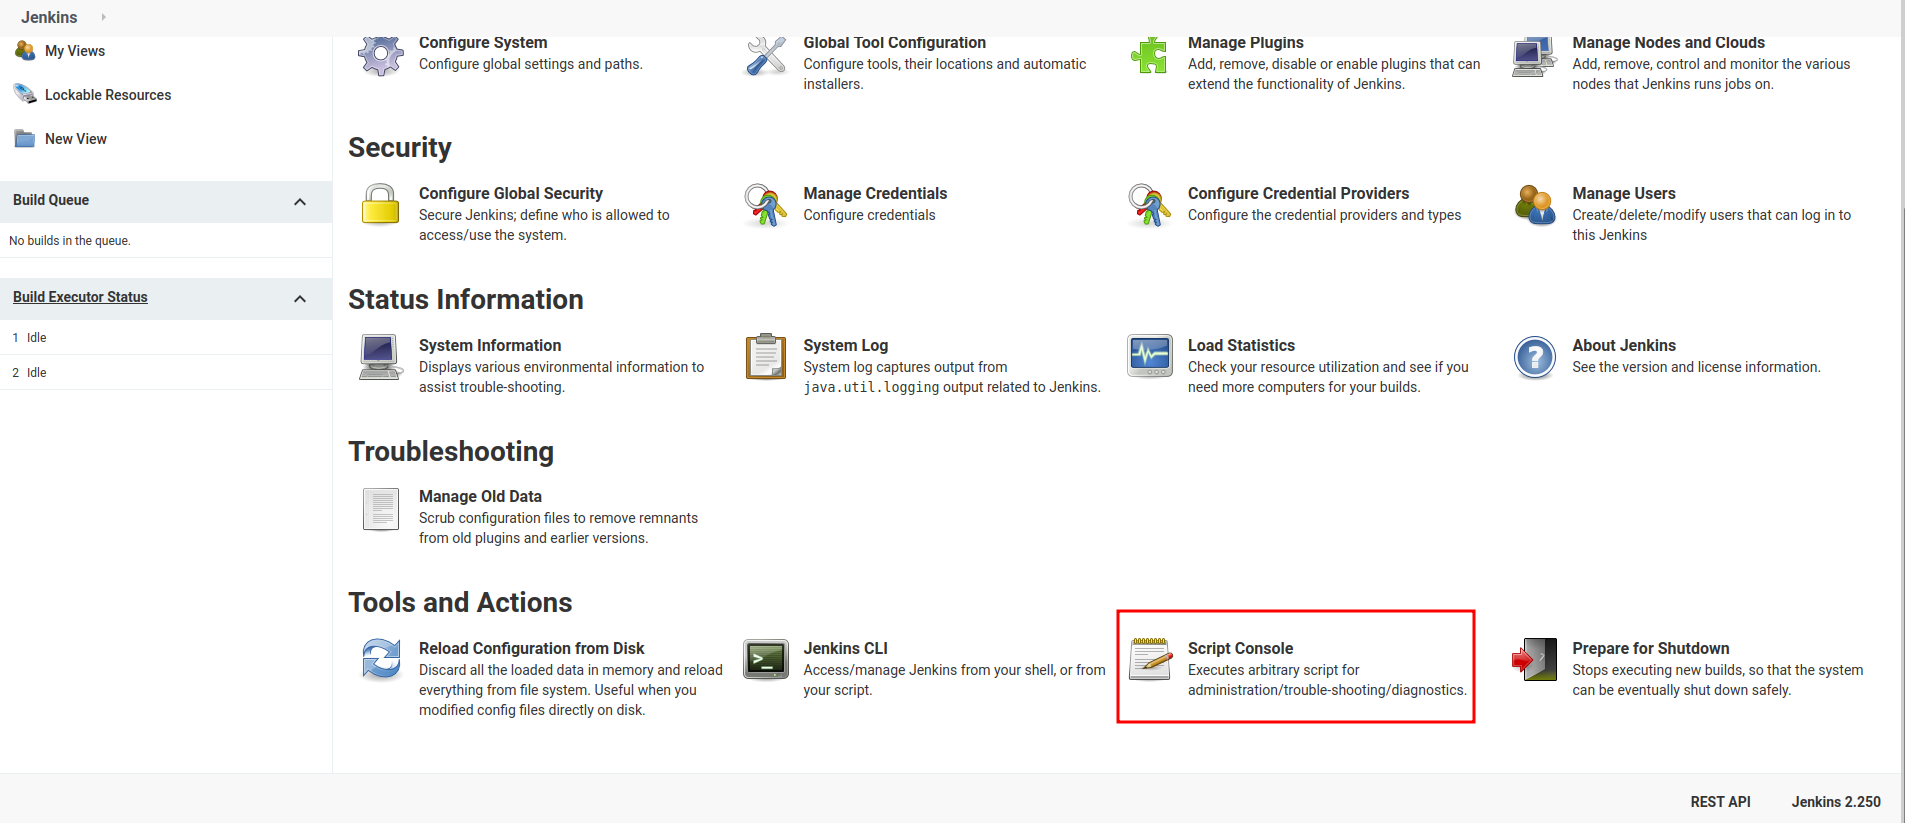 Jenkins
My Views
Lockable Resources
New View
Build Queue
No builds in the queue.
Build Executor Status
1 Idle
2 Idle
Configure System
Configure global settings and paths.
Global Tool Configuration
Configure tools, their locations and automatic
installers.
Manage Plugins
Add, remove, disable or enable plugins that can
extend the functionality of Jenkins.
Manage Nodes and Clouds
Add, remove, control and monitor the various
nodes that Jenkins runs jobs on.
Security
Configure Global Security
Secure Jenkins; define who is allowed to
access/use the system.
Manage Credentials
Configure credentials
Configure Credential Providers
Configure the credential providers and types
Manage Users
Create/delete/modify users that can log in to
this Jenkins
Status Information
System Information
Displays various environmental information to
assist trouble-shooting.
System Log
System log captures output from
java.util.logging output related to Jenkins.
Load Statistics
Check your resource utilization and see if you
need more computers for your builds.
About Jenkins
See the version and license information.
Troubleshooting
Manage Old Data
Scrub configuration files to remove remnants
from old plugins and earlier versions.
Tools and Actions
Reload Configuration from Disk
Discard all the loaded data in memory and reload
everything from file system. Useful when you
modified config files directly on disk.
Jenkins CLI
Access/manage Jenkins from your shell, or from
your script.
Script Console
Executes arbitrary script for
administration/trouble-shooting/diagnostics.
Prepare for Shutdown
Stops executing new builds, so that the system
can be eventually shut down safely.
REST API
Jenkins 2.250